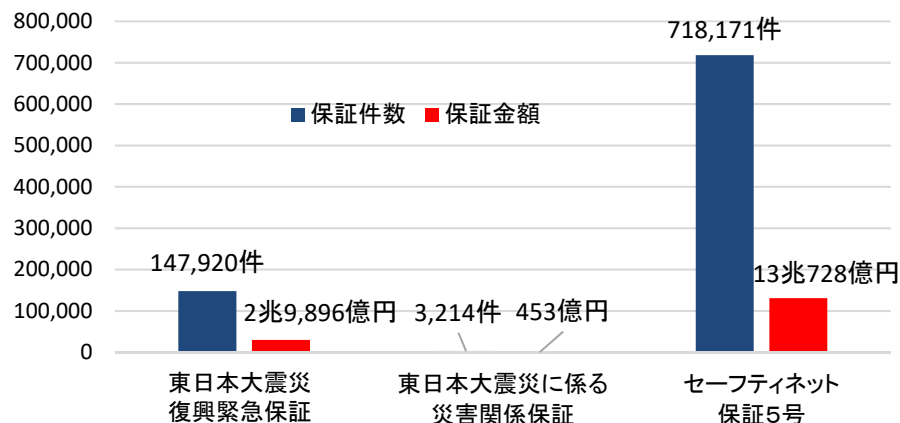 800,000
700,000
600,000
500,000
400,000
300,000
200,000
100,000
0
保証件数 保証金額
147,920件
2兆9,896億円
3,214件
453億円
718,171件
13兆728億円
東日本大震災
復興緊急保証
東日本大震災に係る
災害関係保証
セーフティネット
保証5号